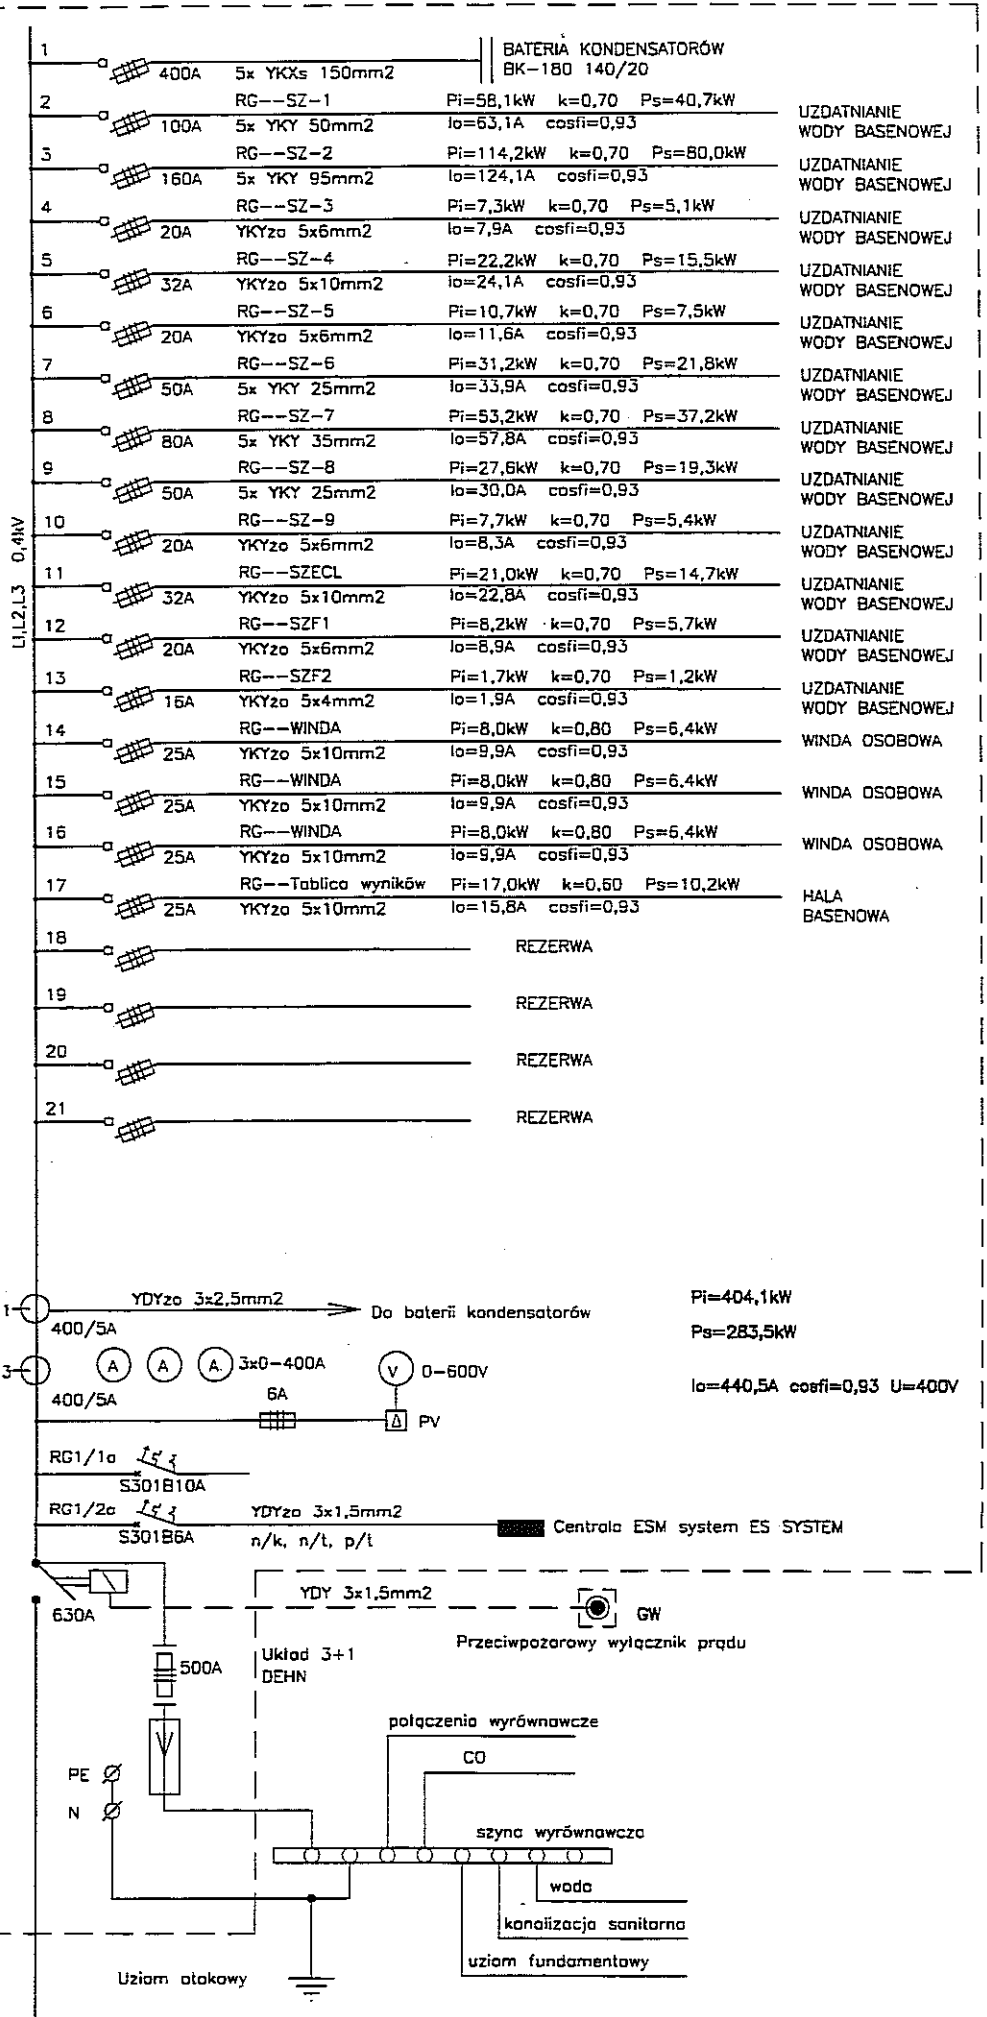 1
BATERIA KONDENSATORÓW
400A 5x YKXs 150mm2 BK-180 140/20
2 RG--SZ-1 Pi=58,1kW k=0,70 Ps=40,7kW UZDATNIANIE
100A 5x YKY 50mm2 Io=63,1A cosfi=0,93 WODY BASENOWEJ
3 RG--SZ-2 Pi=114,2kW k=0,70 Ps=80,0kW UZDATNIANIE
160A 5x YKY 95mm2 Io=124,1A cosfi=0,93 WODY BASENOWEJ
4 RG--SZ-3 Pi=7,3kW k=0,70 Ps=5,1kW UZDATNIANIE
20A YKYzo 5x6mm2 Io=7,9A cosfi=0,93 WODY BASENOWEJ
5 RG--SZ-4 Pi=22,2kW k=0,70 Ps=15,5kW UZDATNIANIE
32A YKYzo 5x10mm2 Io=24,1A cosfi=0,93 WODY BASENOWEJ
6 RG--SZ-5 Pi=10,7kW k=0,70 Ps=7,5kW UZDATNIANIE
20A YKYzo 5x6mm2 Io=11,6A cosfi=0,93 WODY BASENOWEJ
7 RG--SZ-6 Pi=31,2kW k=0,70 Ps=21,8kW UZDATNIANIE
50A 5x YKY 25mm2 Io=33,9A cosfi=0,93 WODY BASENOWEJ
8 RG--SZ-7 Pi=53,2kW k=0,70 Ps=37,2kW UZDATNIANIE
80A 5x YKY 35mm2 Io=57,8A cosfi=0,93 WODY BASENOWEJ
9 RG--SZ-8 Pi=27,6kW k=0,70 Ps=19,3kW UZDATNIANIE
50A 5x YKY 25mm2 Io=30,0A cosfi=0,93 WODY BASENOWEJ
L1,L2,L3 0,4kV
10 RG--SZ-9 Pi=7,7kW k=0,70 Ps=5,4kW UZDATNIANIE
20A YKYzo 5x6mm2 Io=8,3A cosfi=0,93 WODY BASENOWEJ
11 RG--SZECL Pi=21,0kW k=0,70 Ps=14,7kW UZDATNIANIE
32A YKYzo 5x10mm2 Io=22,8A cosfi=0,93 WODY BASENOWEJ
12 RG--SZF1 Pi=8,2kW k=0,70 Ps=5,7kW UZDATNIANIE
20A YKYzo 5x6mm2 Io=8,9A cosfi=0,93 WODY BASENOWEJ
13 RG--SZF2 Pi=1,7kW k=0,70 Ps=1,2kW UZDATNIANIE
16A YKYzo 5x4mm2 Io=1,9A cosfi=0,93 WODY BASENOWEJ
14 RG--WINDA Pi=8,0kW k=0,80 Ps=6,4kW WINDA OSOBOWA
25A YKYzo 5x10mm2 Io=9,9A cosfi=0,93
15 RG--WINDA Pi=8,0kW k=0,80 Ps=6,4kW WINDA OSOBOWA
25A YKYzo 5x10mm2 Io=9,9A cosfi=0,93
16 RG--WINDA Pi=8,0kW k=0,80 Ps=6,4kW WINDA OSOBOWA
25A YKYzo 5x10mm2 Io=9,9A cosfi=0,93
17 RG--Tablica wyników Pi=17,0kW k=0,60 Ps=10,2kW HALA
25A YKYzo 5x10mm2 Io=15,8A cosfi=0,93 BASENOWA
18 REZERWA
19 REZERWA
20 REZERWA
21 REZERWA
1 YDYzo 3x2,5mm2 Do baterii kondensatorów
400/5A
Pi=404,1kW
Ps=283,5kW
Io=440,5A cosfi=0,93 U=400V
3 A A A 3x0-400A V 0-600V
400/5A 6A
Δ PV
RG1/1a
S301B10A
RG1/2a YDYzo 3x1,5mm2
S301B6A n/k, n/t, p/t Centrala ESM system ES SYSTEM
630A YDY 3x1,5mm2 GW
Przeciwpożarowy wyłącznik prądu
500A Układ 3+1
DEHN
połączenia wyrównawcze
CO
PE
N
szyna wyrównawcza
woda
kanalizacja sanitarna
uziom fundamentowy
Uziom otokowy